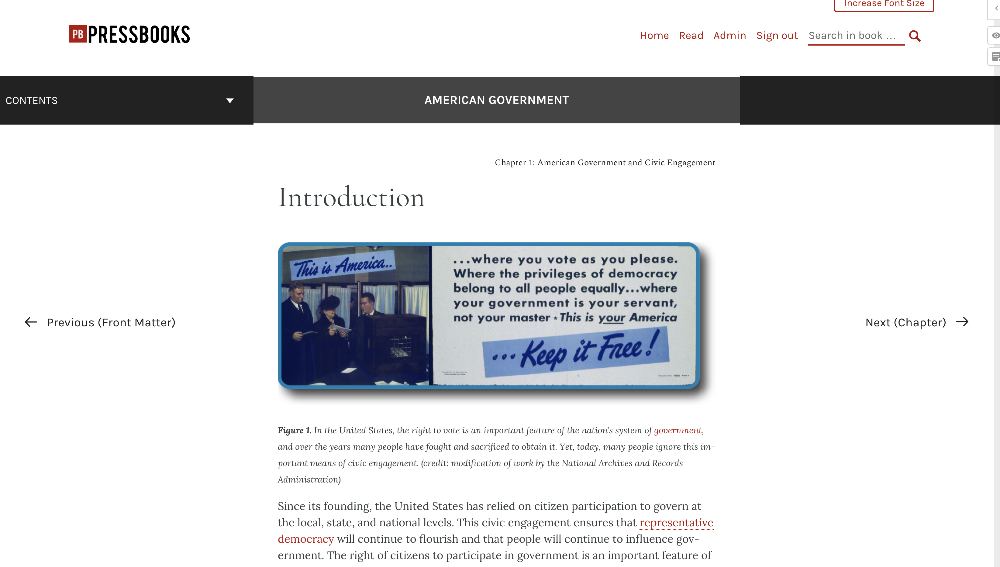 Increase Font Size
PB PRESSBOOKS
Home Read Admin Sign out Search in book ...
CONTENTS
AMERICAN GOVERNMENT
Chapter 1: American Government and Civic Engagement
Introduction
This is America..
...where you vote as you please.
Where the privileges of democracy
belong to all people equally...where
your government is your servant,
not your master ★ This is your America
...Keep it Free!
Previous (Front Matter)
Next (Chapter)
Figure 1. In the United States, the right to vote is an important feature of the nation’s system of government,
and over the years many people have fought and sacrificed to obtain it. Yet, today, many people ignore this im-
portant means of civic engagement. (credit: modification of work by the National Archives and Records
Administration)
Since its founding, the United States has relied on citizen participation to govern at
the local, state, and national levels. This civic engagement ensures that representative
democracy will continue to flourish and that people will continue to influence gov-
ernment. The right of citizens to participate in government is an important feature of